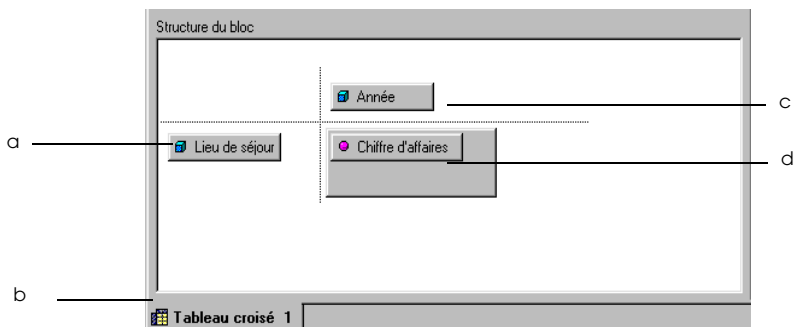 Structure du bloc
Année
c
a
Lieu de séjour
Chiffre d'affaires
d
b
Tableau croisé 1